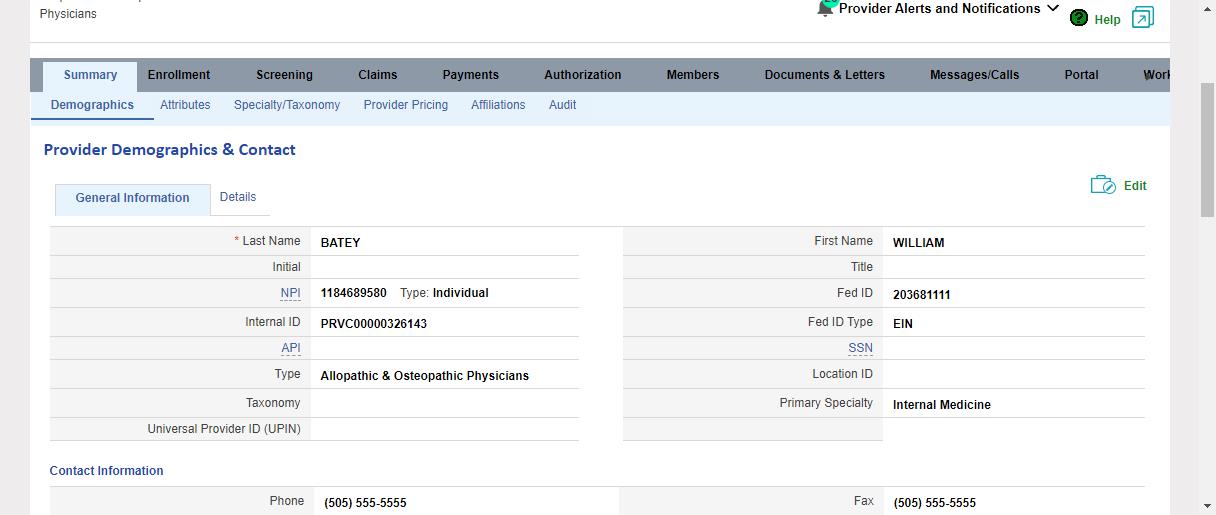 Physicians
Provider Alerts and Notifications
Help
Summary Enrollment Screening Claims Payments Authorization Members Documents & Letters Messages/Calls Portal
Demographics Attributes Specialty/Taxonomy Provider Pricing Affiliations Audit
Provider Demographics & Contact
Edit
General Information Details
* Last Name BATEY First Name WILLIAM
Initial Title
NPI 1184689580 Type: Individual Fed ID 203681111
Internal ID PRVC00000326143 Fed ID Type EIN
API SSN
Type Allopathic & Osteopathic Physicians Location ID
Taxonomy Primary Specialty Internal Medicine
Universal Provider ID (UPIN)
Contact Information
Phone (505) 555-5555 Fax (505) 555-5555